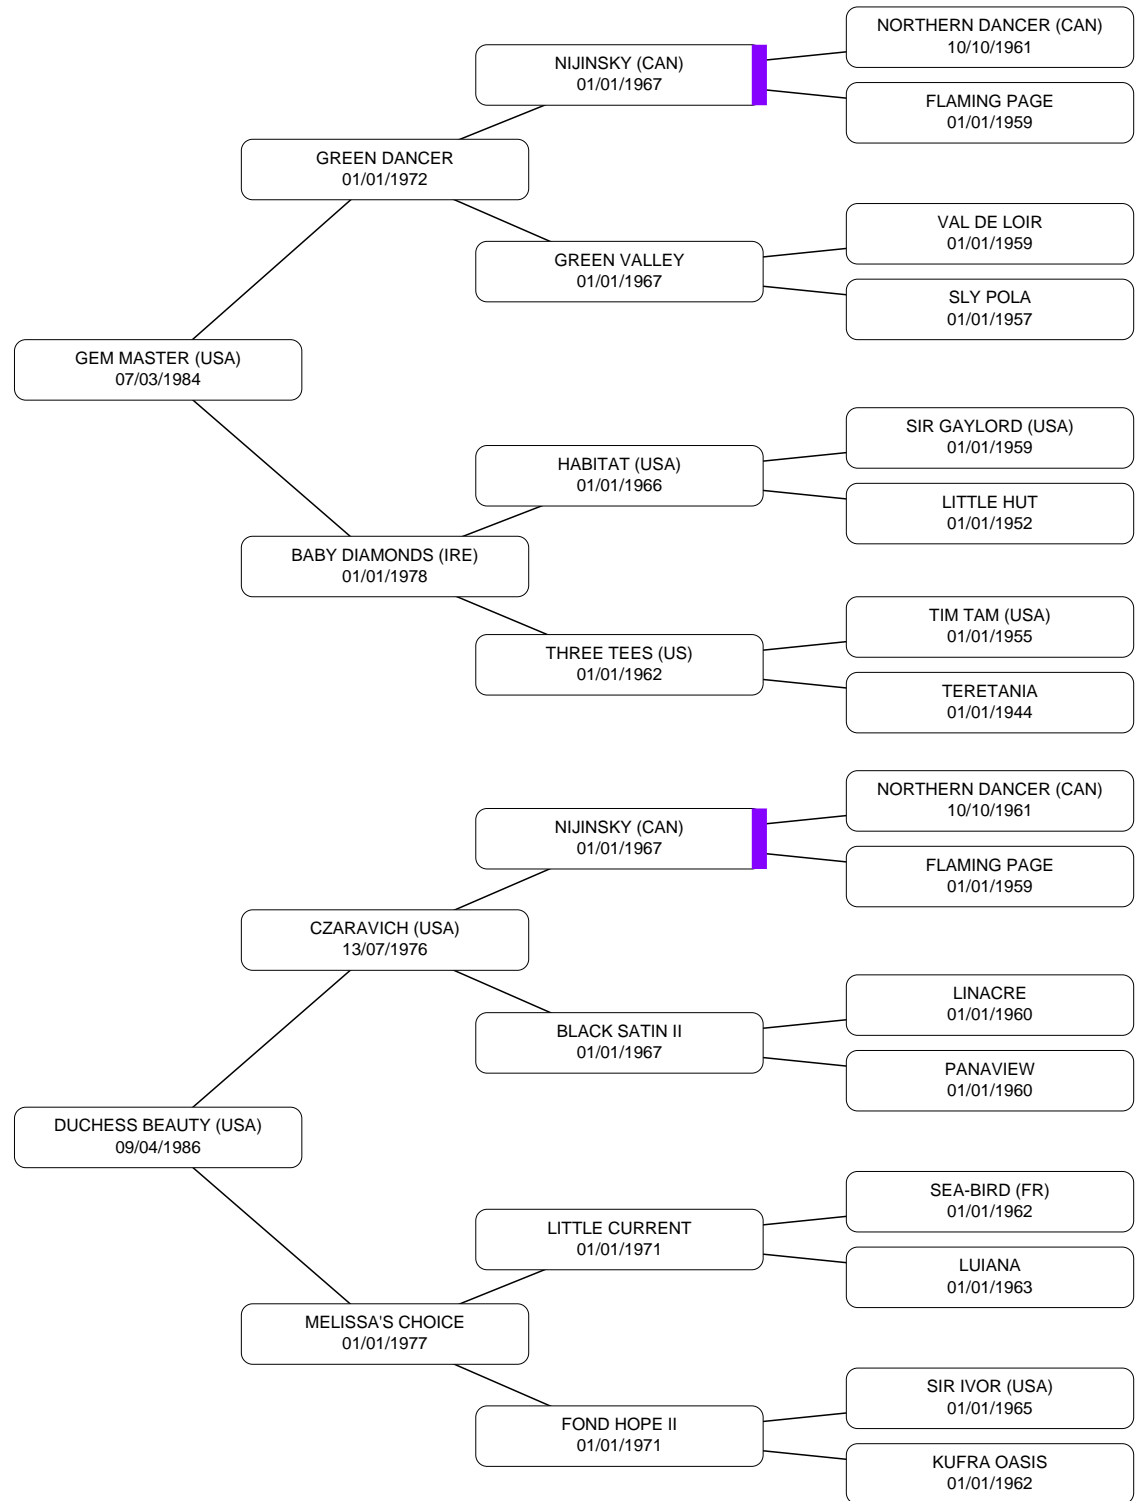 NORTHERN DANCER (CAN)
10/10/1961
NIJINSKY (CAN)
01/01/1967
FLAMING PAGE
01/01/1959
GREEN DANCER
01/01/1972
VAL DE LOIR
01/01/1959
GREEN VALLEY
01/01/1967
SLY POLA
01/01/1957
GEM MASTER (USA)
07/03/1984
SIR GAYLORD (USA)
01/01/1959
HABITAT (USA)
01/01/1966
LITTLE HUT
01/01/1952
BABY DIAMONDS (IRE)
01/01/1978
TIM TAM (USA)
01/01/1955
THREE TEES (US)
01/01/1962
TERETANIA
01/01/1944
NORTHERN DANCER (CAN)
10/10/1961
NIJINSKY (CAN)
01/01/1967
FLAMING PAGE
01/01/1959
CZARAVICH (USA)
13/07/1976
LINACRE
01/01/1960
BLACK SATIN II
01/01/1967
PANAVIEW
01/01/1960
DUCHESS BEAUTY (USA)
09/04/1986
SEA-BIRD (FR)
01/01/1962
LITTLE CURRENT
01/01/1971
LUIANA
01/01/1963
MELISSA'S CHOICE
01/01/1977
SIR IVOR (USA)
01/01/1965
FOND HOPE II
01/01/1971
KUFRA OASIS
01/01/1962